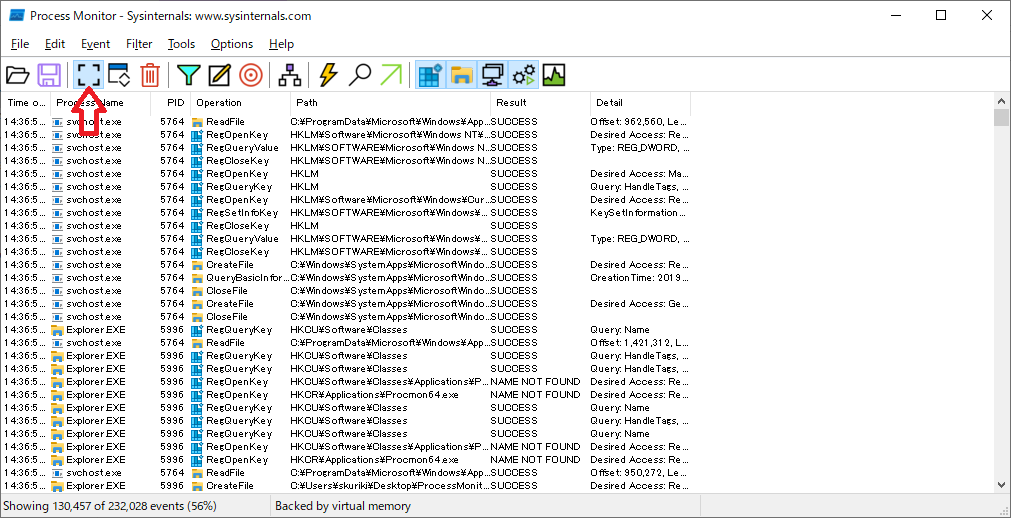 Process Monitor - Sysinternals: www.sysinternals.com
File Edit Event Filter Tools Options Help
Time o... Process Name PID Operation Path Result Detail
14:36:5... svchost.exe 5764 ReadFile C:¥ProgramData¥Microsoft¥Windows¥App... SUCCESS Offset: 962,560, Le...
14:36:5... svchost.exe 5764 RegOpenKey HKLM¥Software¥Microsoft¥Windows NT¥... SUCCESS Desired Access: Re...
14:36:5... svchost.exe 5764 RegQueryValue HKLM¥SOFTWARE¥Microsoft¥Windows N... SUCCESS Type: REG_DWORD, ...
14:36:5... svchost.exe 5764 RegCloseKey HKLM¥SOFTWARE¥Microsoft¥Windows N... SUCCESS
14:36:5... svchost.exe 5764 RegOpenKey HKLM SUCCESS Desired Access: Ma...
14:36:5... svchost.exe 5764 RegQueryKey HKLM SUCCESS Query: HandleTags, ...
14:36:5... svchost.exe 5764 RegOpenKey HKLM¥Software¥Microsoft¥Windows¥Cur... SUCCESS Desired Access: Re...
14:36:5... svchost.exe 5764 RegSetInfoKey HKLM¥SOFTWARE¥Microsoft¥Windows¥... SUCCESS KeySetInformation...
14:36:5... svchost.exe 5764 RegCloseKey HKLM SUCCESS
14:36:5... svchost.exe 5764 RegQueryValue HKLM¥SOFTWARE¥Microsoft¥Windows¥... SUCCESS Type: REG_DWORD, ...
14:36:5... svchost.exe 5764 RegCloseKey HKLM¥SOFTWARE¥Microsoft¥Windows¥... SUCCESS
14:36:5... svchost.exe 5764 CreateFile C:¥Windows¥SystemApps¥MicrosoftWindo... SUCCESS Desired Access: Re...
14:36:5... svchost.exe 5764 QueryBasicInfor... C:¥Windows¥SystemApps¥MicrosoftWindo... SUCCESS CreationTime: 2019...
14:36:5... svchost.exe 5764 CloseFile C:¥Windows¥SystemApps¥MicrosoftWindo... SUCCESS
14:36:5... svchost.exe 5764 CreateFile C:¥Windows¥SystemApps¥MicrosoftWindo... SUCCESS Desired Access: Ge...
14:36:5... svchost.exe 5764 CloseFile C:¥Windows¥SystemApps¥MicrosoftWindo... SUCCESS
14:36:5... Explorer.EXE 5996 RegQueryKey HKCU¥Software¥Classes SUCCESS Query: Name
14:36:5... Explorer.EXE 5764 ReadFile C:¥ProgramData¥Microsoft¥Windows¥App... SUCCESS Offset: 1,421,312, L...
14:36:5... Explorer.EXE 5996 RegQueryKey HKCU¥Software¥Classes SUCCESS Query: HandleTags, ...
14:36:5... Explorer.EXE 5996 RegQueryKey HKCU¥Software¥Classes SUCCESS Query: HandleTags, ...
14:36:5... Explorer.EXE 5996 RegOpenKey HKCU¥Software¥Classes¥Applications¥P... NAME NOT FOUND Desired Access: Re...
14:36:5... Explorer.EXE 5996 RegOpenKey HKCR¥Applications¥Procmon64.exe NAME NOT FOUND Desired Access: Re...
14:36:5... Explorer.EXE 5996 RegQueryKey HKCU¥Software¥Classes SUCCESS Query: Name
14:36:5... Explorer.EXE 5996 RegQueryKey HKCU¥Software¥Classes SUCCESS Query: HandleTags, ...
14:36:5... Explorer.EXE 5996 RegQueryKey HKCU¥Software¥Classes SUCCESS Query: Name
14:36:5... Explorer.EXE 5996 RegOpenKey HKCU¥Software¥Classes¥Applications¥P... NAME NOT FOUND Desired Access: Re...
14:36:5... Explorer.EXE 5996 RegOpenKey HKCR¥Applications¥Procmon64.exe NAME NOT FOUND Desired Access: Re...
14:36:5... svchost.exe 5764 ReadFile C:¥ProgramData¥Microsoft¥Windows¥App... SUCCESS Offset: 950,272, Le...
14:36:5... Explorer.EXE 5996 CreateFile C:¥Users¥skuriki¥Desktop¥ProcessMonit... SUCCESS Desired Access: Re...
Showing 130,457 of 232,028 events (56%) Backed by virtual memory